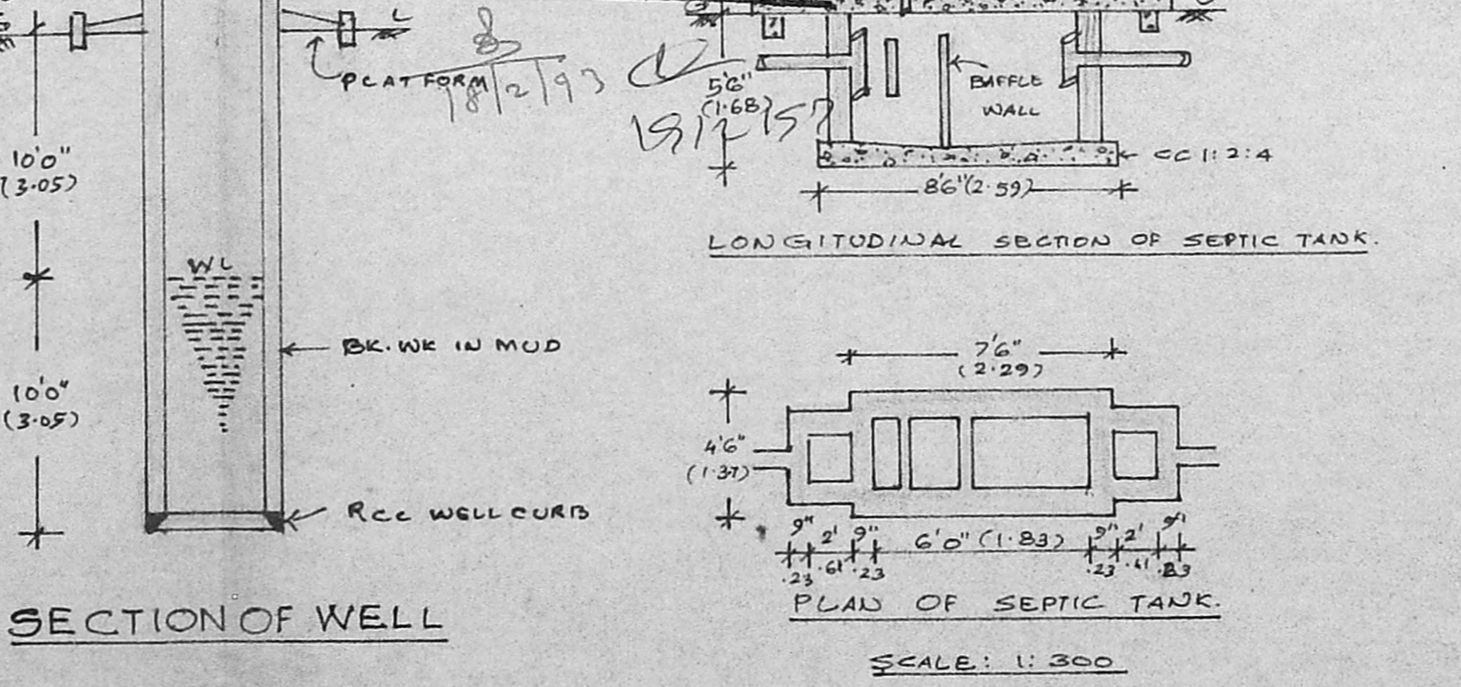 L
PLATFORM
18/2/93
10'0"
(3.05)
WL
BK. WK IN MUD
10'0"
(3.05)
RCC WELL CURB
SECTION OF WELL
5'6"
(1.68)
BAFFLE
WALL
CC 1:2:4
8'6"(2.59)
LONGITUDINAL SECTION OF SEPTIC TANK.
7'6"
(2.29)
4'6"
(1.37)
9" 2' 9" 6'0" (1.83) 9" 2' 9"
.23 .61 .23 .23 .61 .23
PLAN OF SEPTIC TANK.
SCALE: 1:300